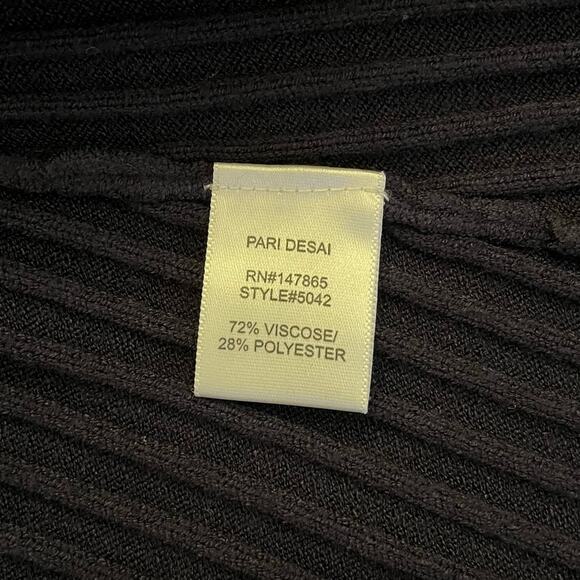 PARI DESAI
RN#147865
STYLE#5042
72% VISCOSE/
28% POLYESTER